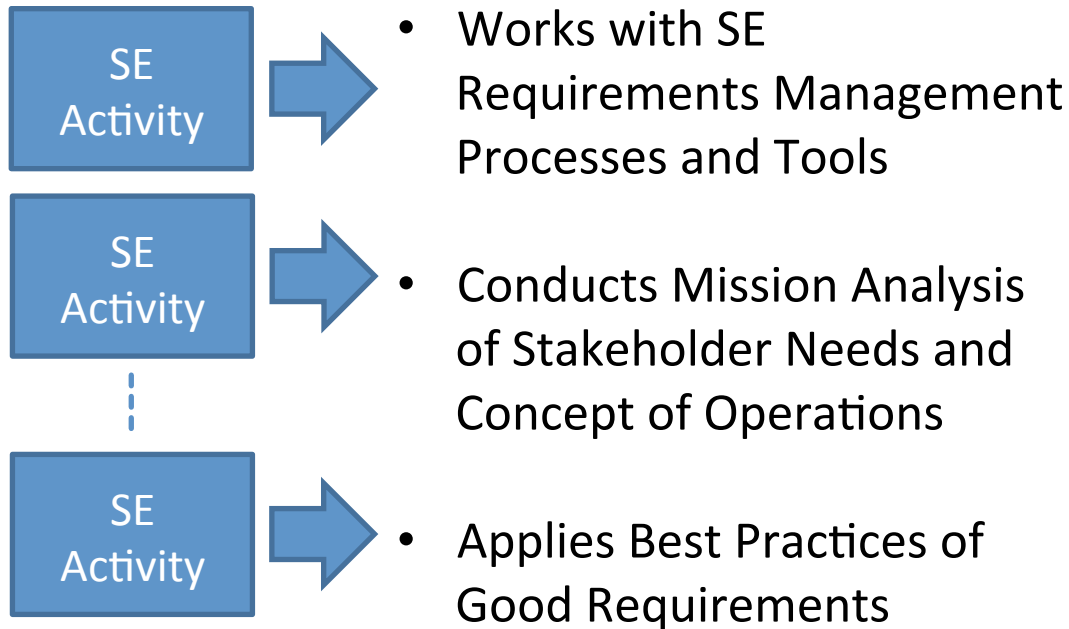 SE
Activity
• Works with SE
Requirements Management
Processes and Tools
SE
Activity
• Conducts Mission Analysis
of Stakeholder Needs and
Concept of Operations
SE
Activity
• Applies Best Practices of
Good Requirements